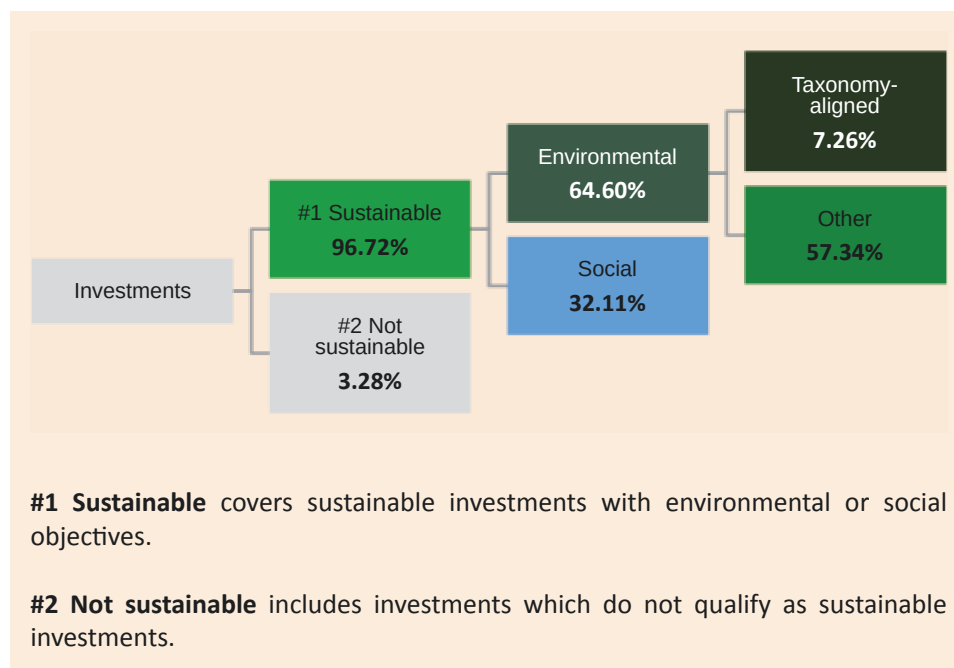 Investments
#1 Sustainable
96.72%
#2 Not
sustainable
3.28%
Environmental
64.60%
Social
32.11%
Taxonomy-
aligned
7.26%
Other
57.34%
#1 Sustainable covers sustainable investments with environmental or social
objectives.
#2 Not sustainable includes investments which do not qualify as sustainable
investments.